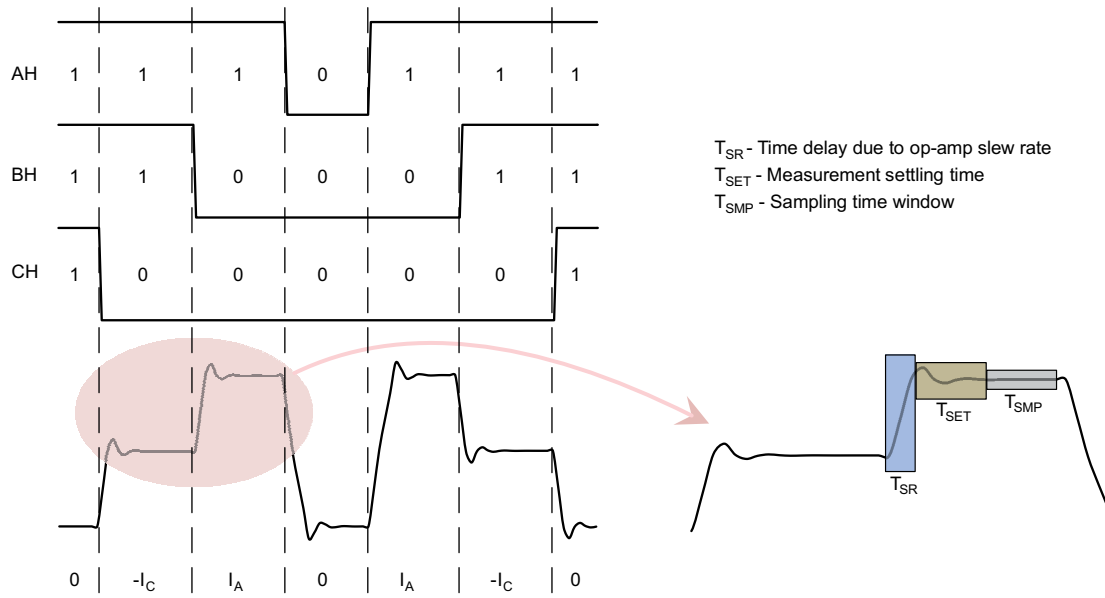 AH 1 1 1 0 1 1 1
BH 1 1 0 0 0 1 1
CH 1 0 0 0 0 0 1
0 -I_C I_A 0 I_A -I_C 0
T_SR - Time delay due to op-amp slew rate
T_SET - Measurement settling time
T_SMP - Sampling time window
T_SET T_SMP
T_SR